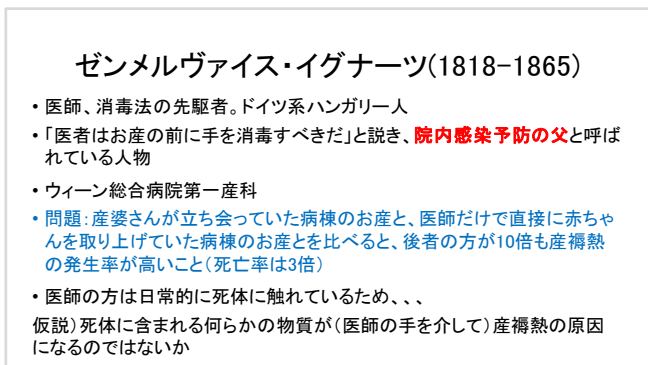 ゼンメルヴァイス・イグナーツ(1818-1865)
• 医師、消毒法の先駆者。ドイツ系ハンガリー人
• 「医者はお産の前に手を消毒すべきだ」と説き、院内感染予防の父と呼ば
れている人物
• ウィーン総合病院第一産科
• 問題：産婆さんが立ち会っていた病棟のお産と、医師だけで直接に赤ちゃ
んを取り上げていた病棟のお産とを比べると、後者の方が10倍も産褥熱
の発生率が高いこと（死亡率は3倍）
• 医師の方は日常的に死体に触れているため、、、
仮説）死体に含まれる何らかの物質が（医師の手を介して）産褥熱の原因
になるのではないか